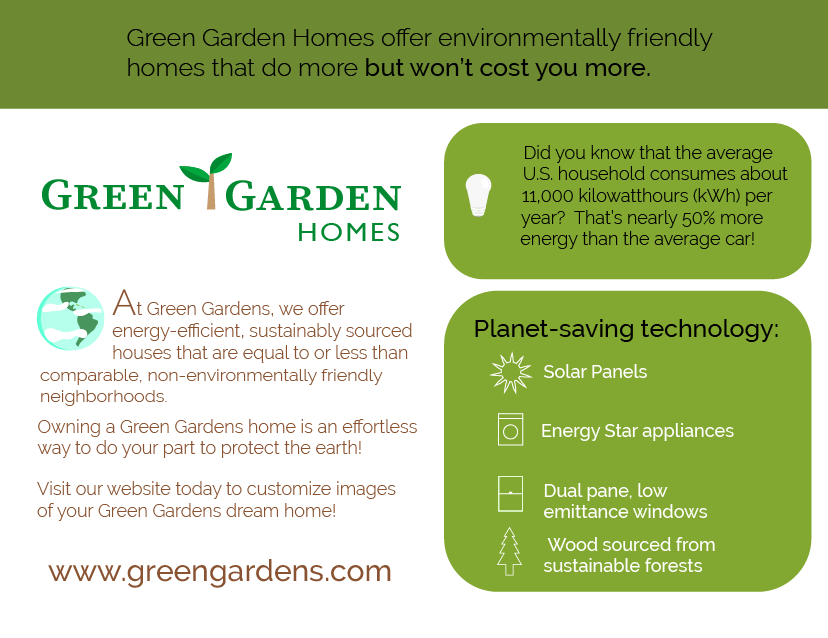 Green Garden Homes offer environmentally friendly
homes that do more but won't cost you more.
GREEN GARDEN
HOMES
At Green Gardens, we offer
energy-efficient, sustainably sourced
houses that are equal to or less than
comparable, non-environmentally friendly
neighborhoods.
Owning a Green Gardens home is an effortless
way to do your part to protect the earth!
Visit our website today to customize images
of your Green Gardens dream home!
www.greengardens.com
Did you know that the average
U.S. household consumes about
11,000 kilowatthours (kWh) per
year?  That's nearly 50% more
energy than the average car!
Planet-saving technology:
Solar Panels
Energy Star appliances
Dual pane, low
emittance windows
Wood sourced from
sustainable forests